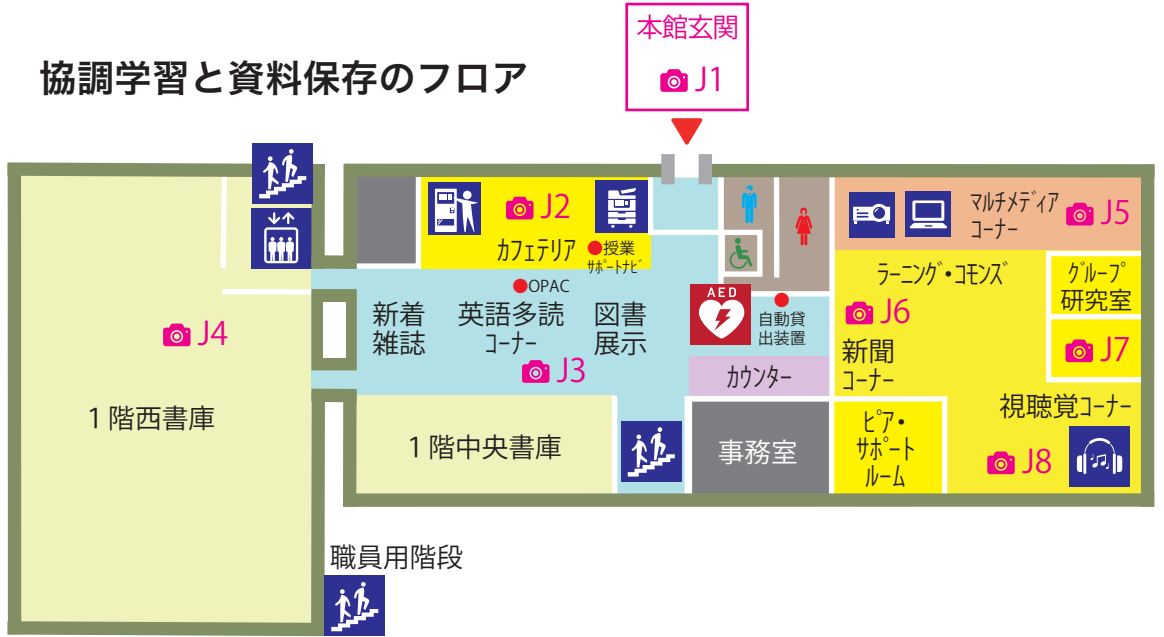 本館玄関
J1
協調学習と資料保存のフロア
J2
カフェテリア
授業
サポートナビ
OPAC
新着
雑誌
英語多読
コーナー
図書
展示
J3
AED
自動貸
出装置
カウンター
マルチメディア
コーナー
J5
ラーニング・コモンズ
J6
新聞
コーナー
グループ
研究室
J7
視聴覚コーナー
J8
J4
1階西書庫
1階中央書庫
事務室
ピア・
サポート
ルーム
職員用階段